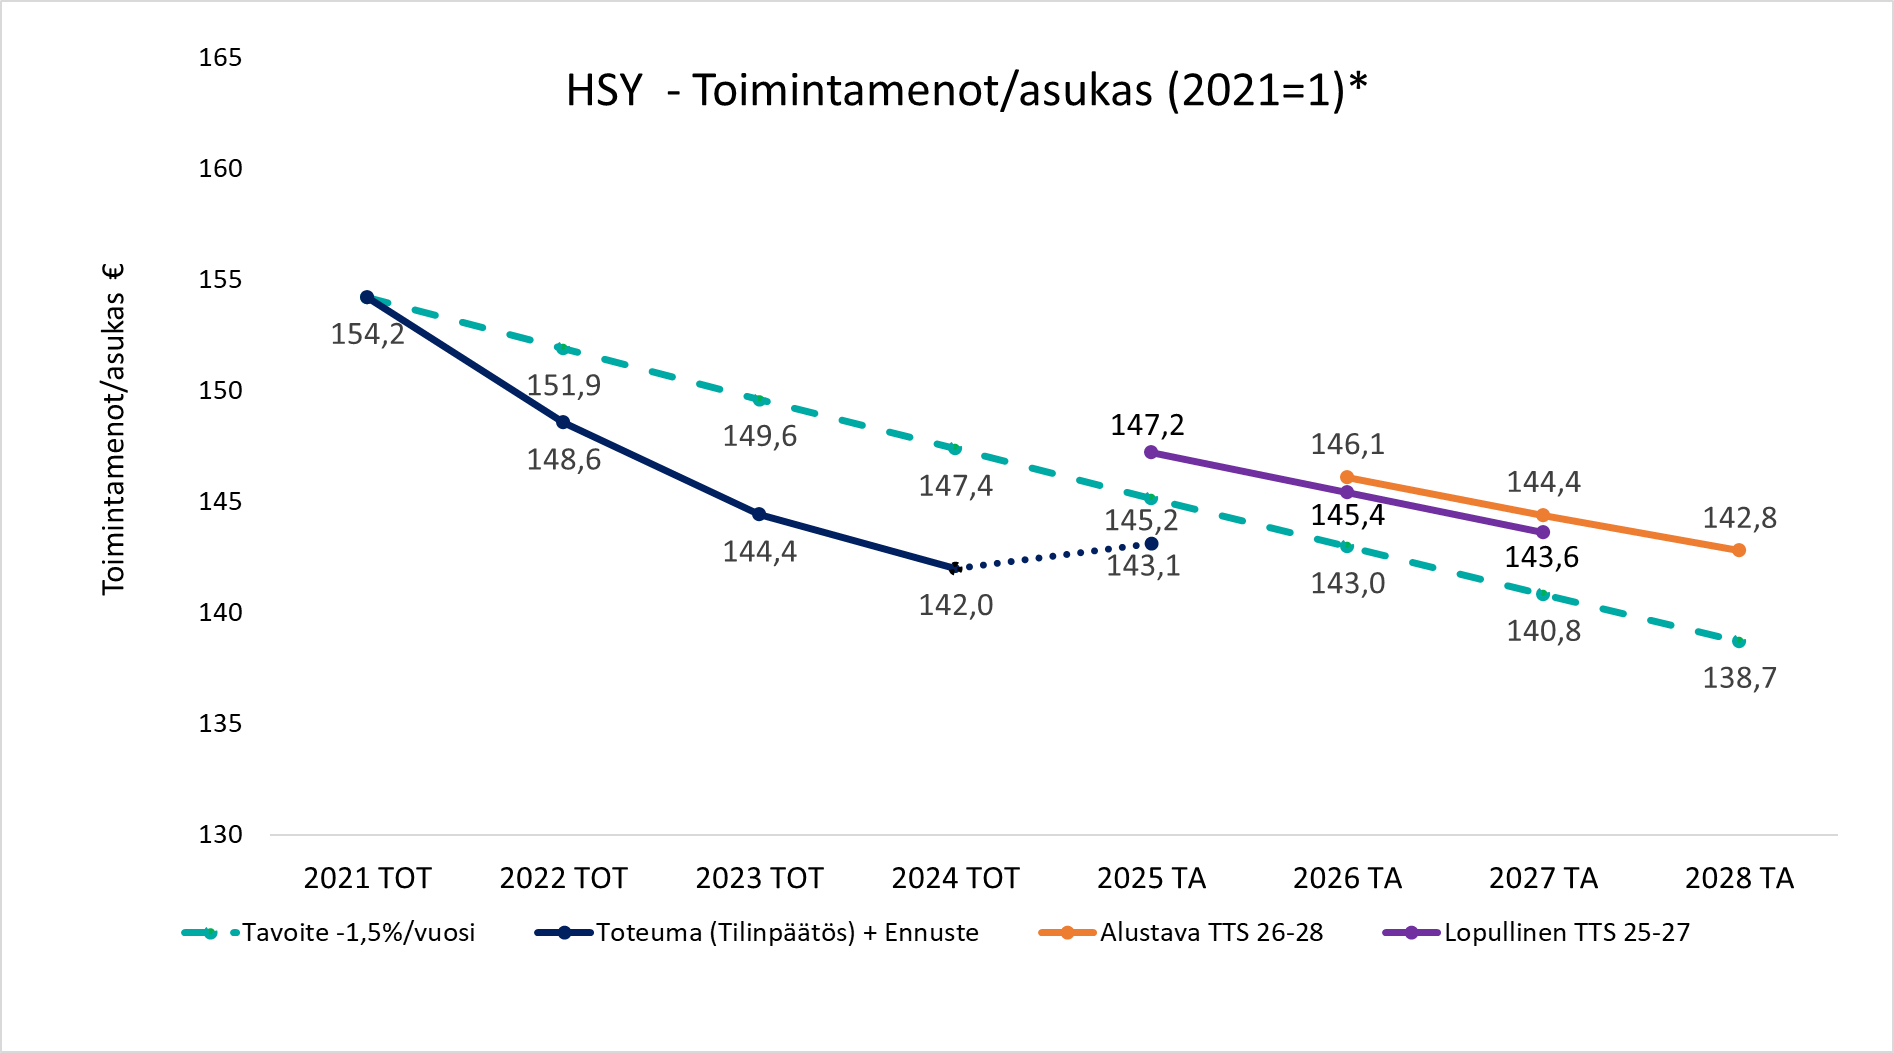 HSY  - Toimintamenot/asukas (2021=1)*
Toimintamenot/asukas €
165
160
155
150
145
140
135
130
154,2
151,9
149,6
147,4
145,2
143,0
140,8
138,7
148,6
144,4
142,0
143,1
147,2
145,4
143,6
146,1
144,4
142,8
2021 TOT
2022 TOT
2023 TOT
2024 TOT
2025 TA
2026 TA
2027 TA
2028 TA
Tavoite -1,5%/vuosi
Toteuma (Tilinpäätös) + Ennuste
Alustava TTS 26-28
Lopullinen TTS 25-27